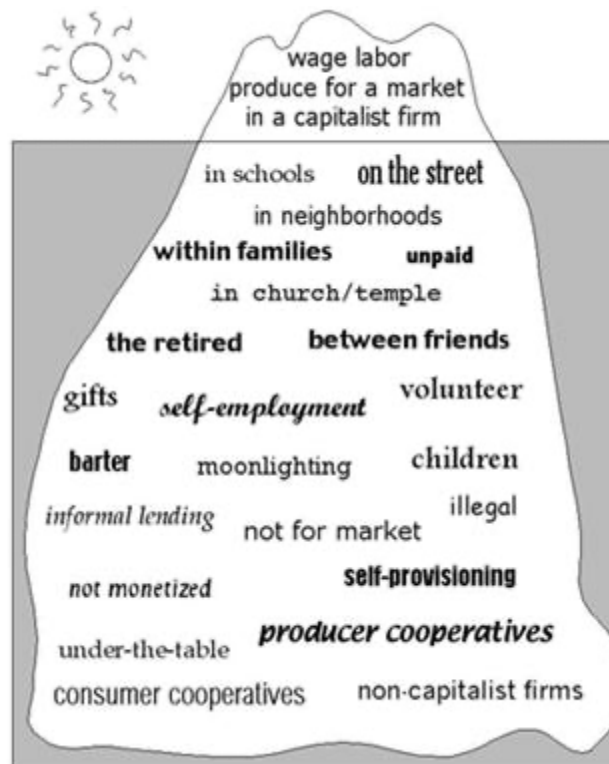 wage labor
produce for a market
in a capitalist firm
in schools on the street
in neighborhoods
within families unpaid
in church/temple
the retired between friends
gifts self-employment volunteer
barter moonlighting children
informal lending not for market illegal
not monetized self-provisioning
under-the-table producer cooperatives
consumer cooperatives non-capitalist firms